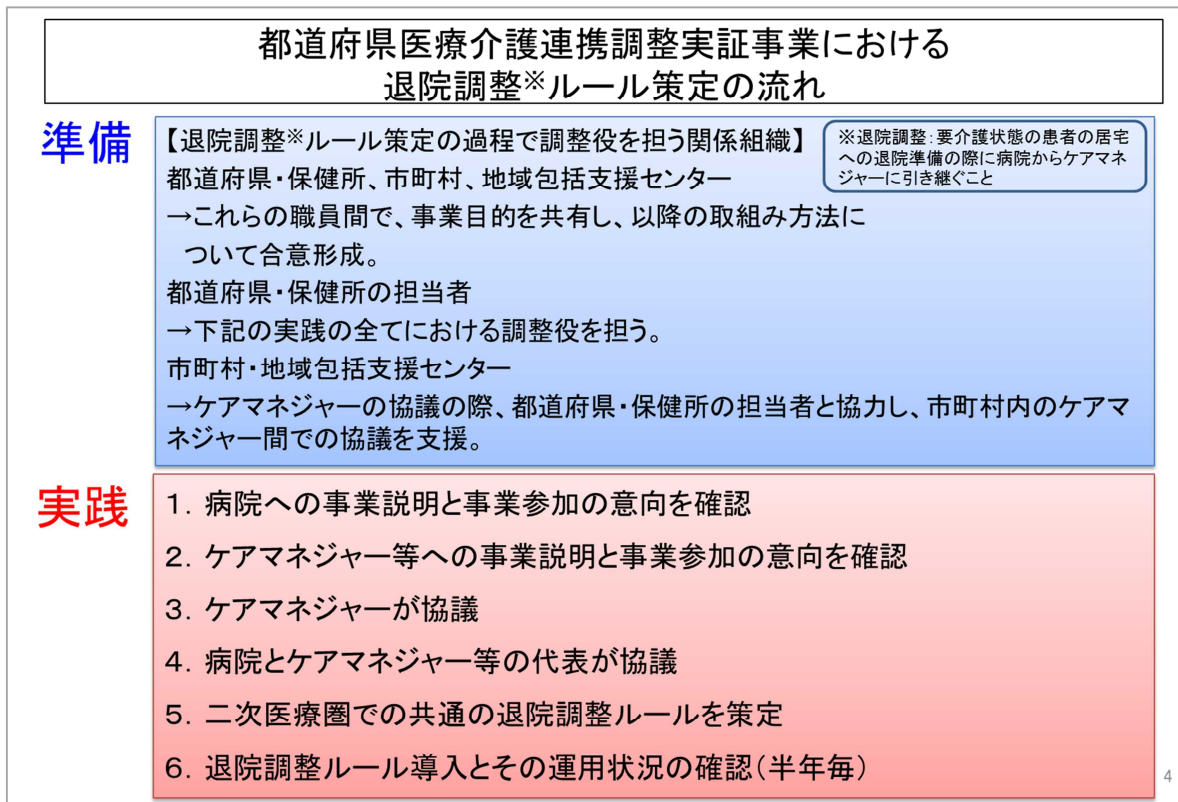 都道府県医療介護連携調整実証事業における
退院調整※ルール策定の流れ
準備
【退院調整※ルール策定の過程で調整役を担う関係組織】
※退院調整：要介護状態の患者の居宅
への退院準備の際に病院からケアマネ
ジャーに引き継ぐこと
都道府県・保健所、市町村、地域包括支援センター
→これらの職員間で、事業目的を共有し、以降の取組み方法に
ついて合意形成。
都道府県・保健所の担当者
→下記の実践の全てにおける調整役を担う。
市町村・地域包括支援センター
→ケアマネジャーの協議の際、都道府県・保健所の担当者と協力し、市町村内のケアマ
ネジャー間での協議を支援。
実践
１．病院への事業説明と事業参加の意向を確認
２．ケアマネジャー等への事業説明と事業参加の意向を確認
３．ケアマネジャーが協議
４．病院とケアマネジャー等の代表が協議
５．二次医療圏での共通の退院調整ルールを策定
６．退院調整ルール導入とその運用状況の確認（半年毎）
4